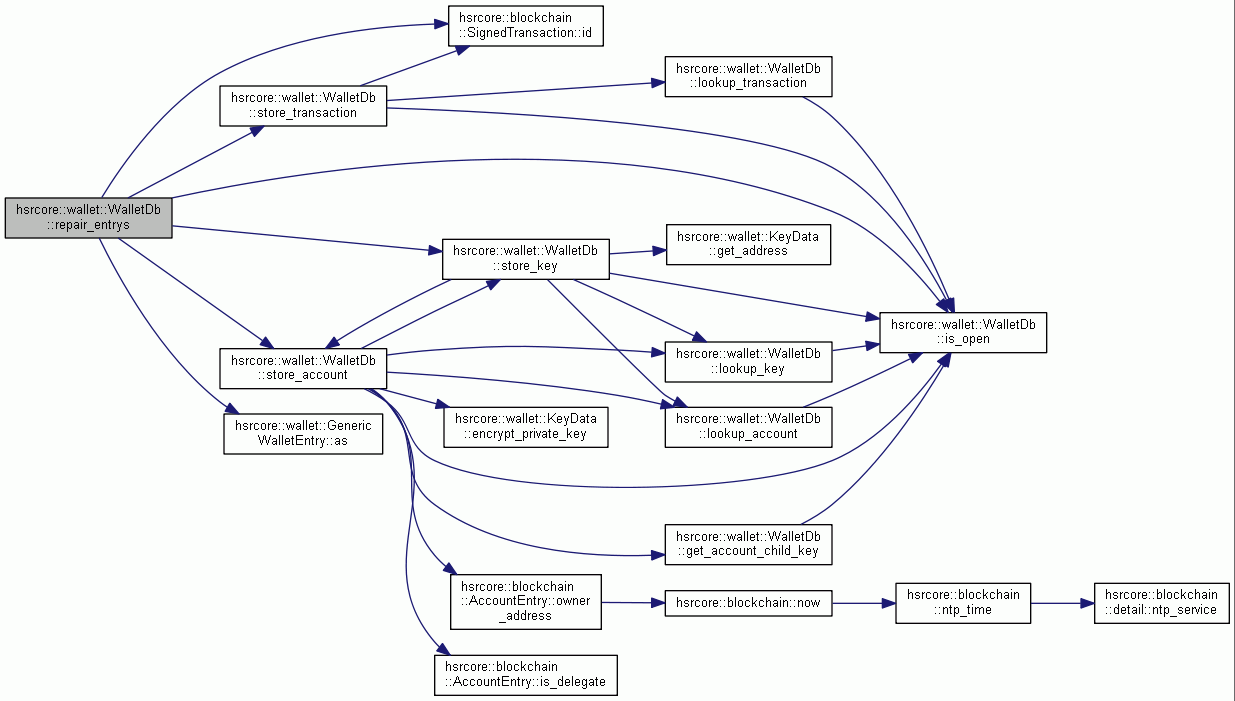 hsrcore::blockchain
::SignedTransaction::id
hsrcore::wallet::WalletDb
::lookup_transaction
hsrcore::wallet::WalletDb
::store_transaction
hsrcore::wallet::WalletDb
::repair_entrys
hsrcore::wallet::KeyData
::get_address
hsrcore::wallet::WalletDb
::store_key
hsrcore::wallet::WalletDb
::is_open
hsrcore::wallet::WalletDb
::lookup_key
hsrcore::wallet::WalletDb
::store_account
hsrcore::wallet::KeyData
::encrypt_private_key
hsrcore::wallet::WalletDb
::lookup_account
hsrcore::wallet::Generic
WalletEntry::as
hsrcore::wallet::WalletDb
::get_account_child_key
hsrcore::blockchain
::AccountEntry::owner
_address
hsrcore::blockchain::now
hsrcore::blockchain
::ntp_time
hsrcore::blockchain
::detail::ntp_service
hsrcore::blockchain
::AccountEntry::is_delegate